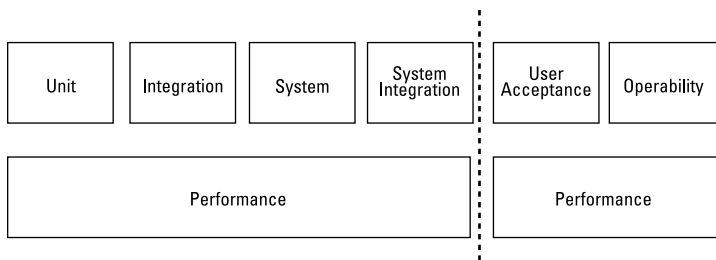 Unit
Integration
System
System
Integration
User
Acceptance
Operability
Performance
Performance